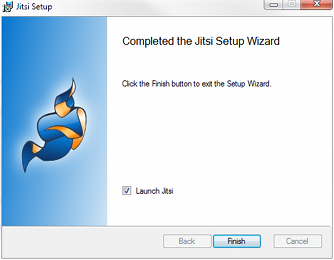 Jitsi Setup
Completed the Jitsi Setup Wizard
Click the Finish button to exit the Setup Wizard.
Launch Jitsi
Back
Finish
Cancel